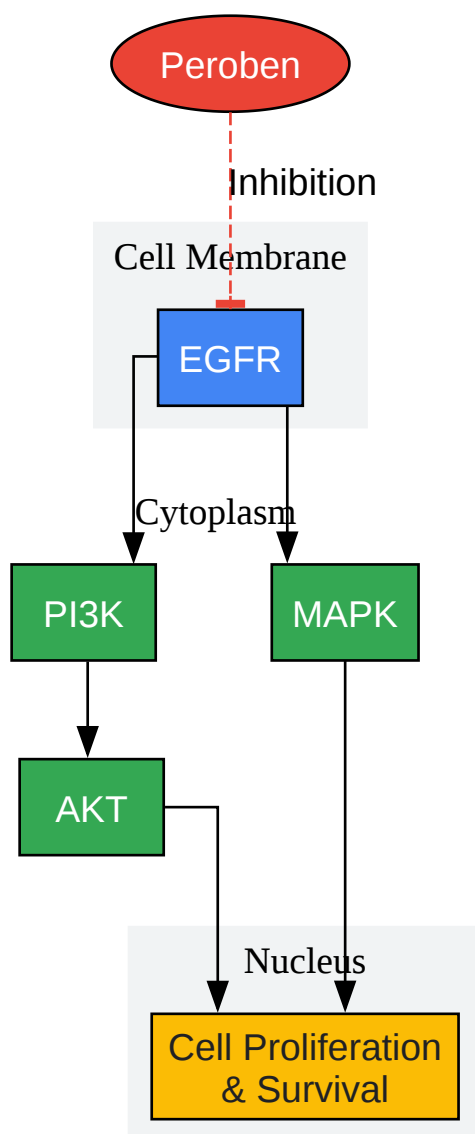 Peroben
Inhibition
Cell Membrane
EGFR
Cytoplasm
PI3K
MAPK
AKT
Nucleus
Cell Proliferation
& Survival